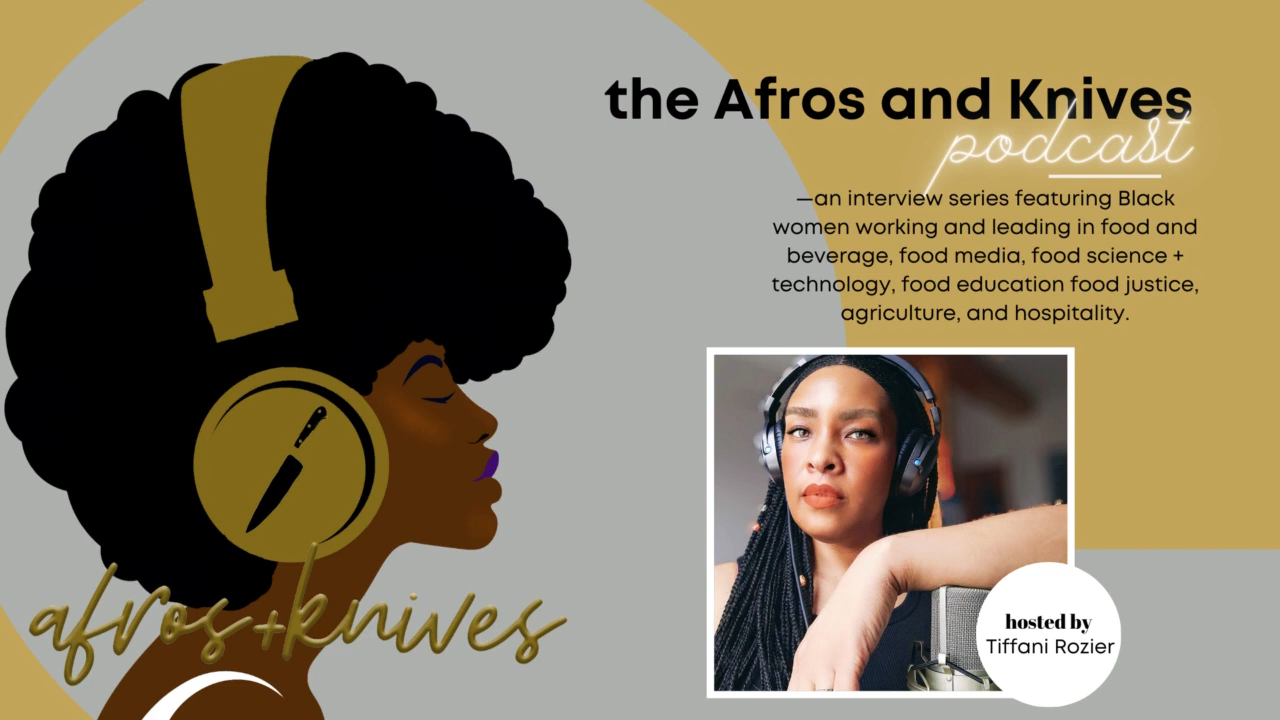 the Afros and Knives
podcast
—an interview series featuring Black
women working and leading in food and
beverage, food media, food science +
technology, food education food justice,
agriculture, and hospitality.
afros+knives
hosted by
Tiffani Rozier